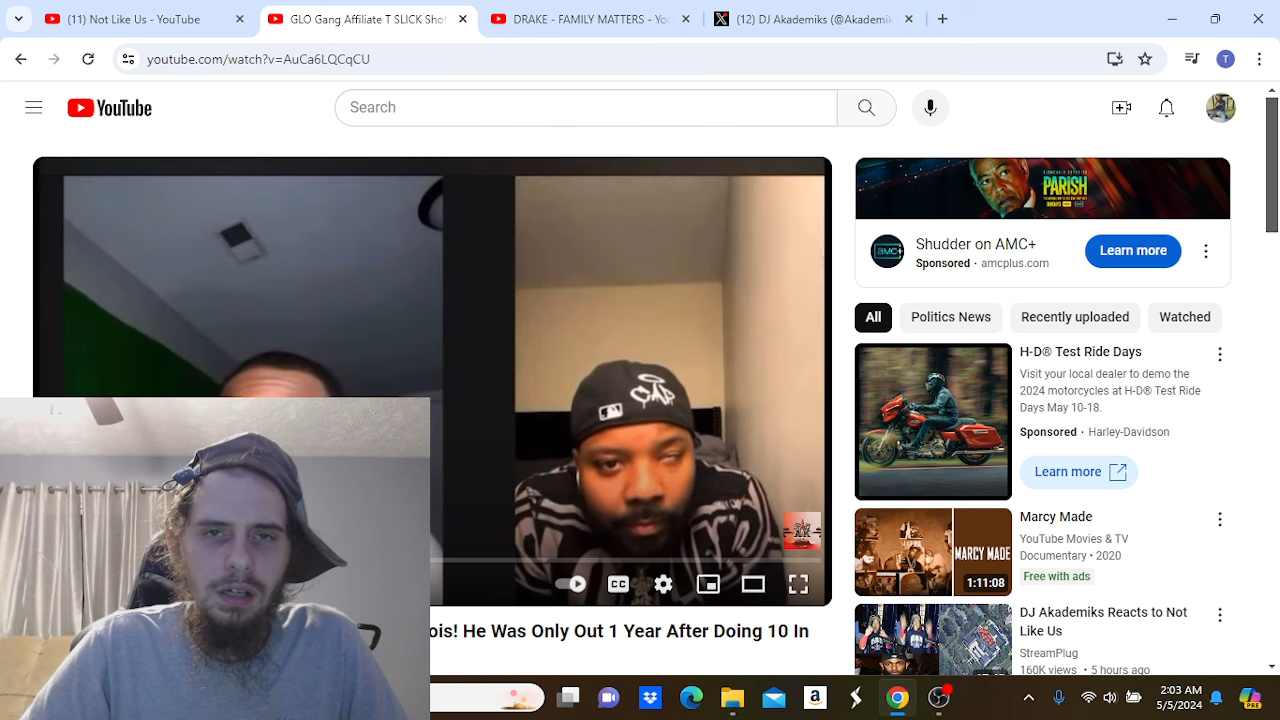 (11) Not Like Us - YouTube
GLO Gang Affiliate T SLICK Shot
DRAKE - FAMILY MATTERS - Yo
(12) DJ Akademiks (@Akademik
youtube.com/watch?v=AuCa6LQCqCU
T
YouTube
Search
PARISH
Shudder on AMC+
Sponsored · amcplus.com
Learn more
amc+
All
Politics News
Recently uploaded
Watched
H-D® Test Ride Days
Visit your local dealer to demo the
2024 motorcycles at H-D® Test Ride
Days May 10-18.
Sponsored · Harley-Davidson
Learn more
Marcy Made
YouTube Movies & TV
Documentary • 2020
Free with ads
MARCY MADE
1:11:08
DJ Akademiks Reacts to Not
Like Us
StreamPlug
160K views • 5 hours ago
CC
ois! He Was Only Out 1 Year After Doing 10 In
2:03 AM
5/5/2024
PRE